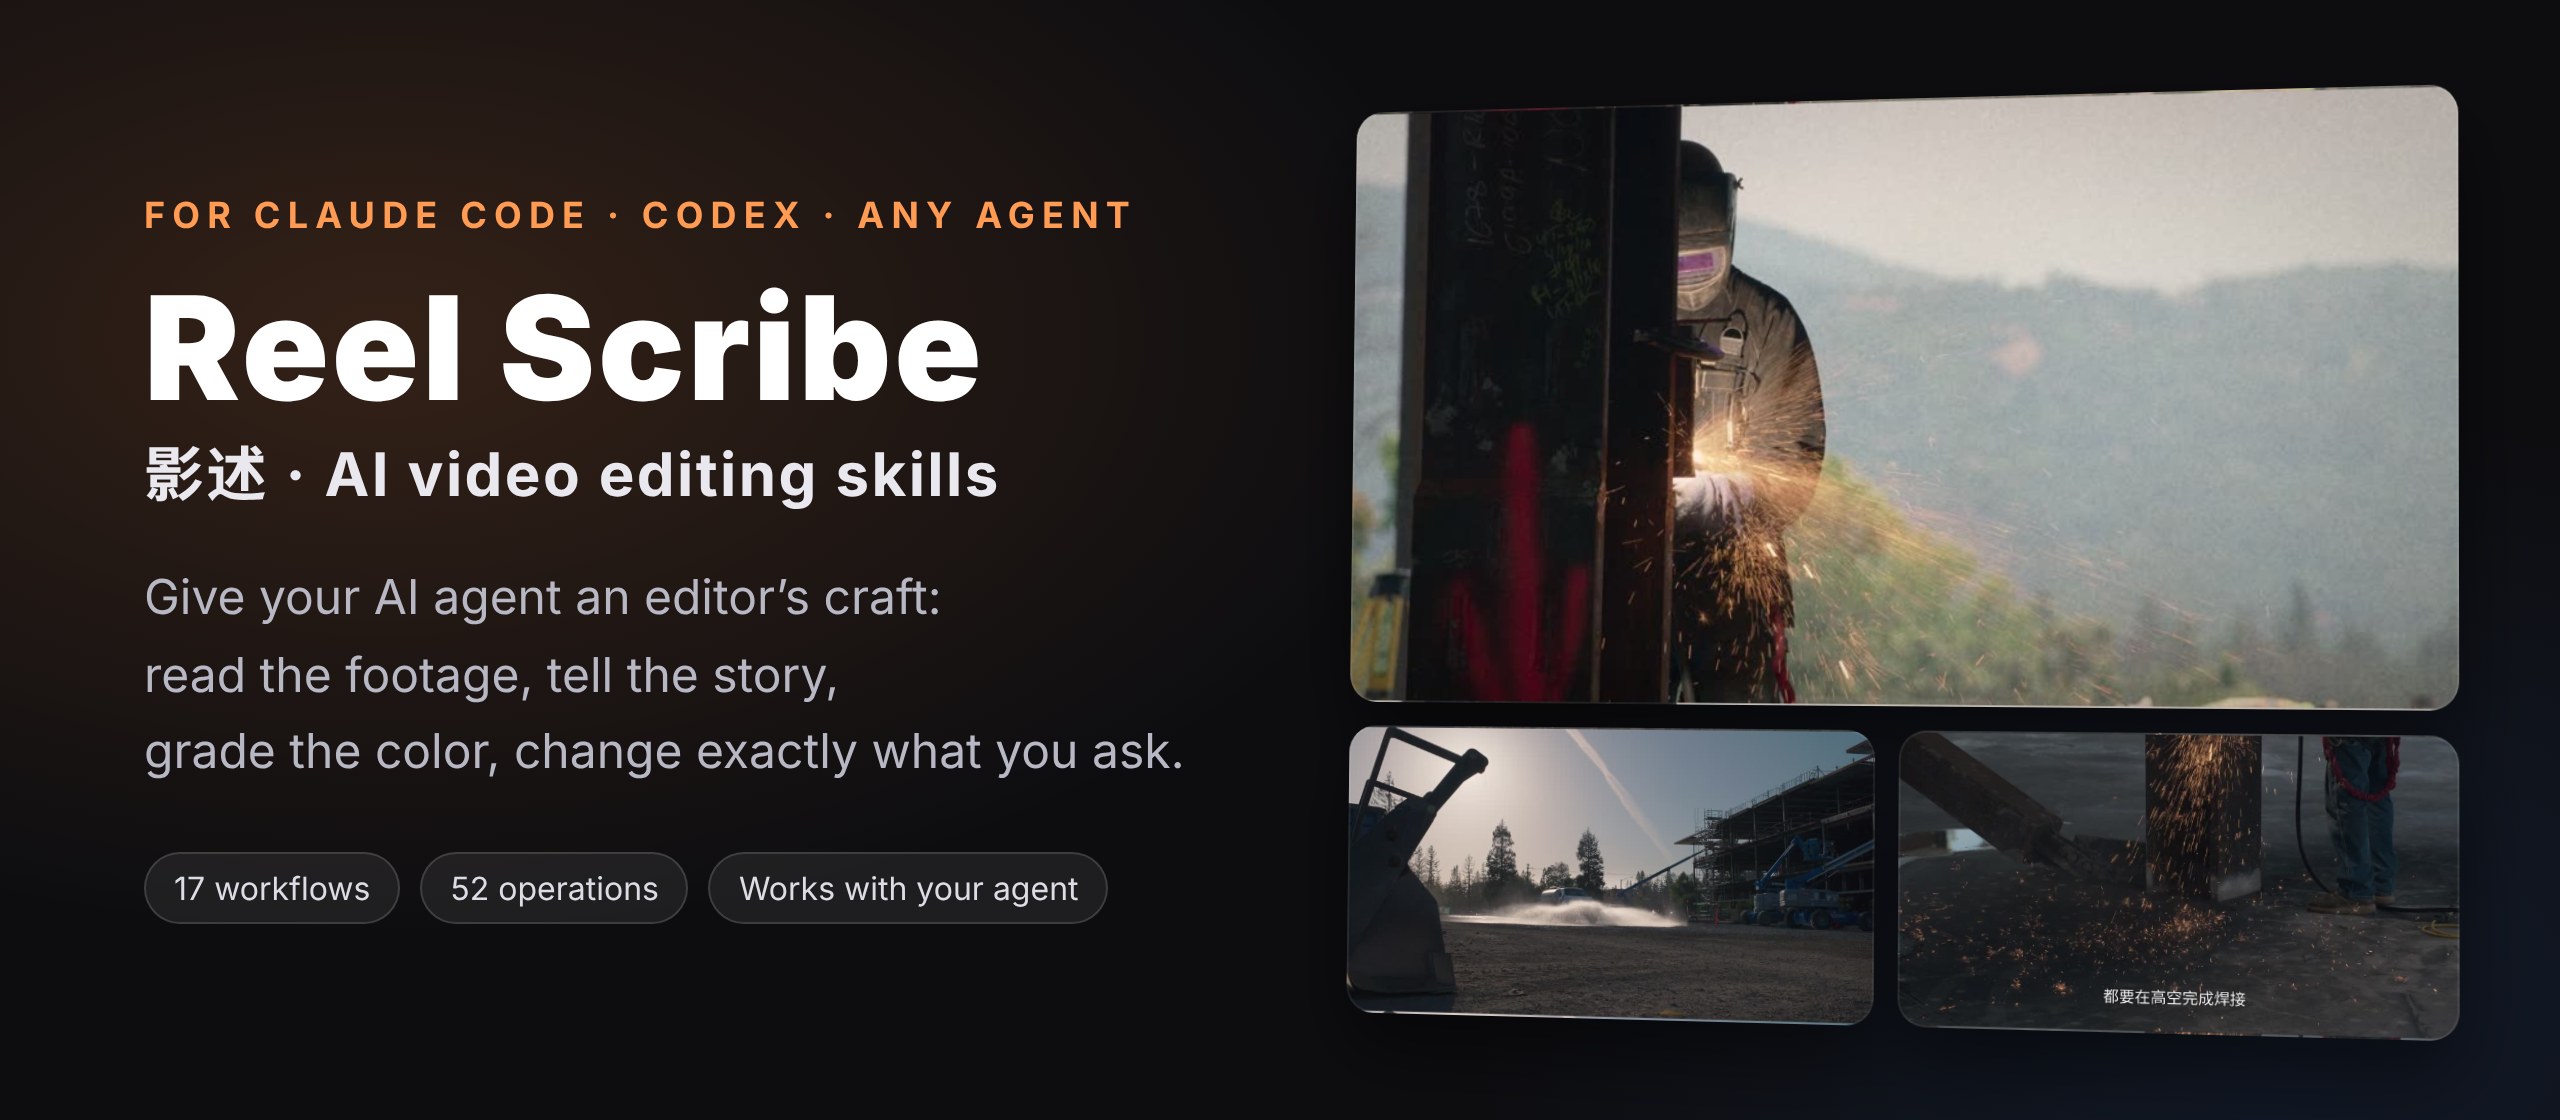 FOR CLAUDE CODE · CODEX · ANY AGENT
Reel Scribe
影述 · AI video editing skills
Give your AI agent an editor’s craft:
read the footage, tell the story,
grade the color, change exactly what you ask.
17 workflows
52 operations
Works with your agent
都要在高空完成焊接